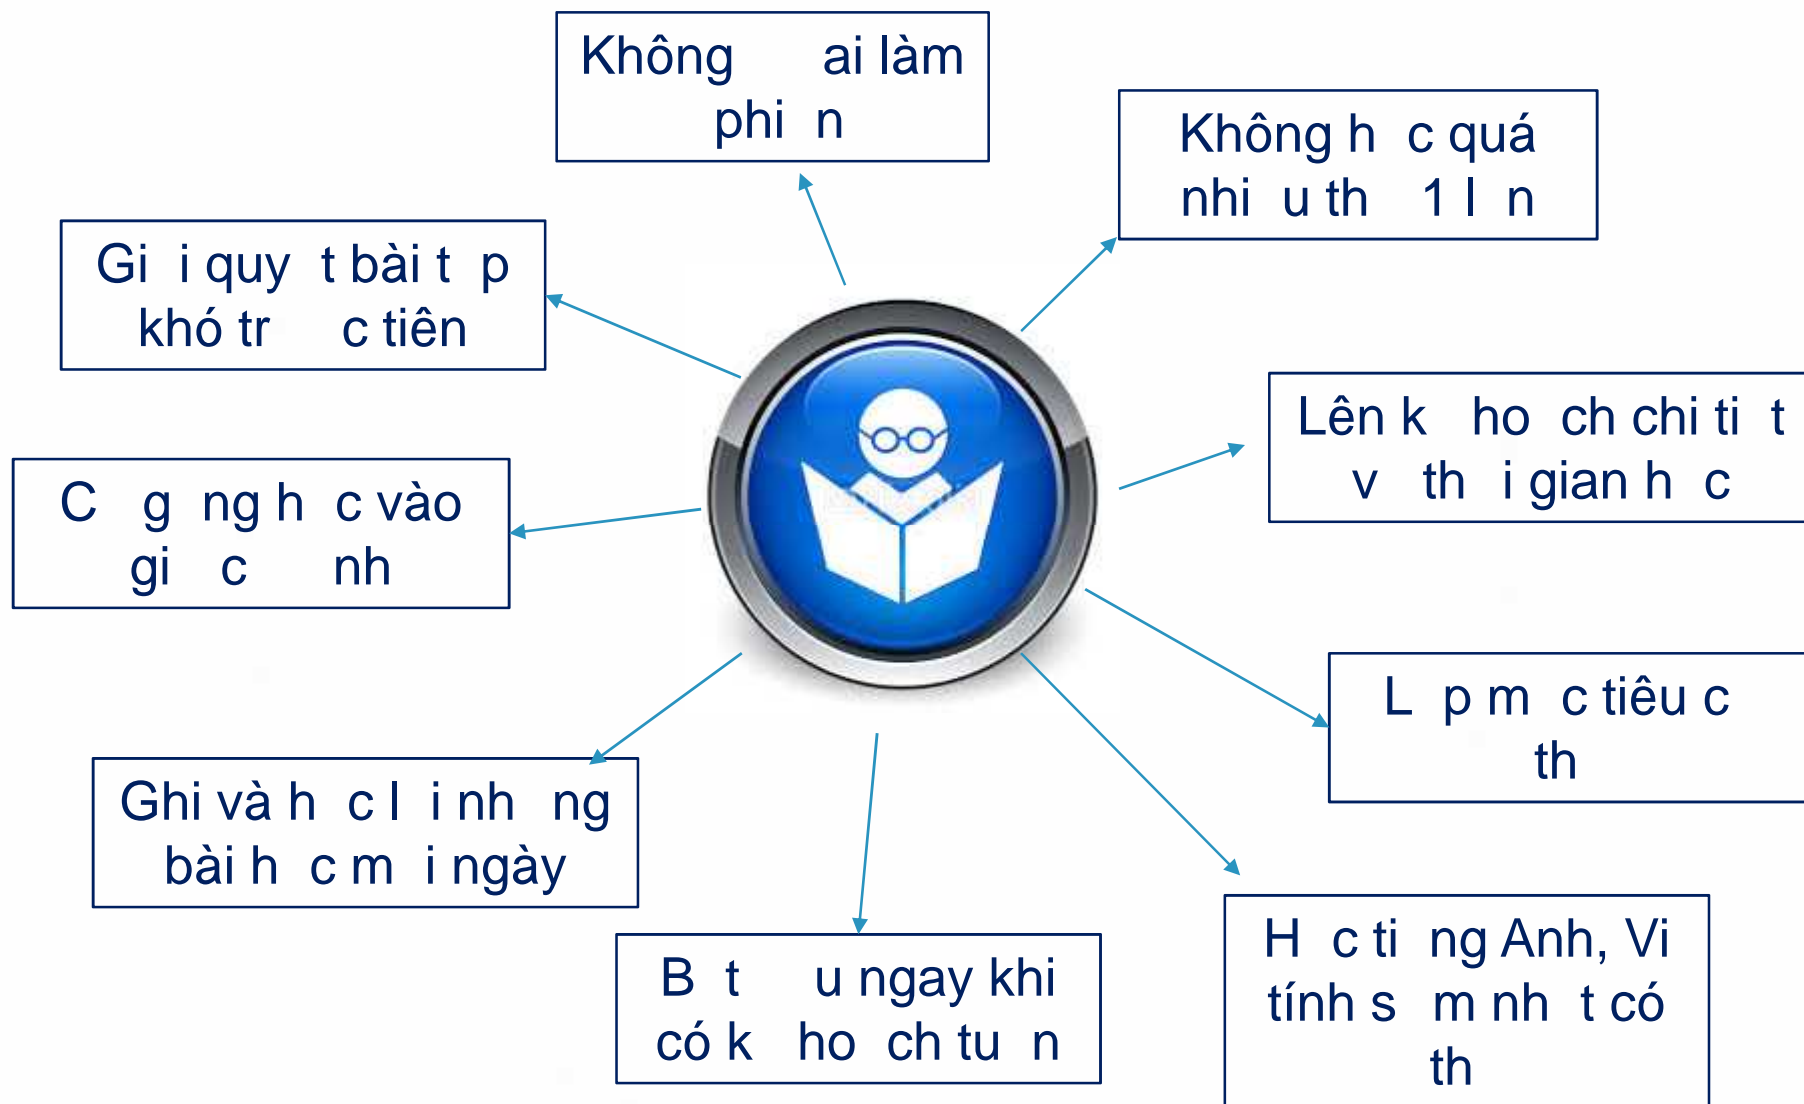 Không ai làm
phi n
Không h c quá
nhi u th 1 l n
Gi i quy t bài t p
khó tr c tiên
Lên k ho ch chi ti t
v th i gian h c
C g ng h c vào
gi c nh
L p m c tiêu c
th
Ghi và h c l i nh ng
bài h c m i ngày
H c ti ng Anh, Vi
tính s m nh t có
th
B t u ngay khi
có k ho ch tu n